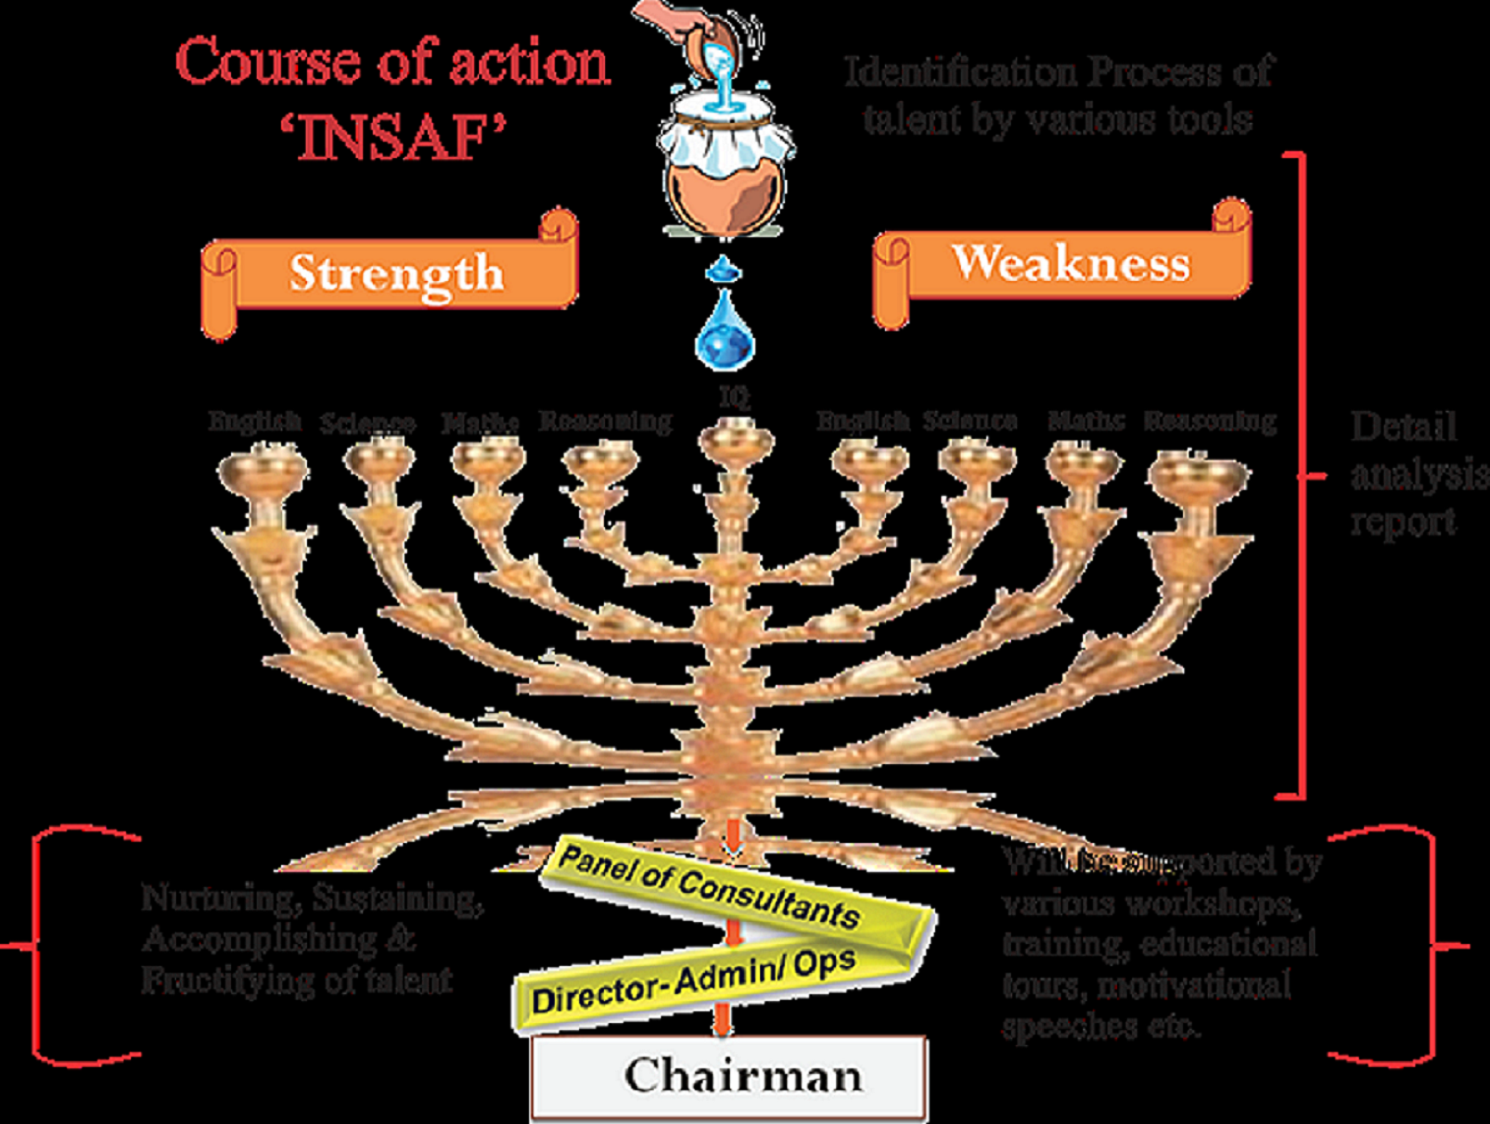 Course of action
‘INSAF’
Identification Process of
talent by various tools
Strength
Weakness
IQ
English Science Maths Reasoning
English Science Maths Reasoning
Detail
analysis
report
Panel of Consultants
Director-Admin/ Ops
Chairman
Nurturing, Sustaining,
Accomplishing &
Fructifying of talent
Will be supported by
various workshops,
training, educational
tours, motivational
speeches etc.